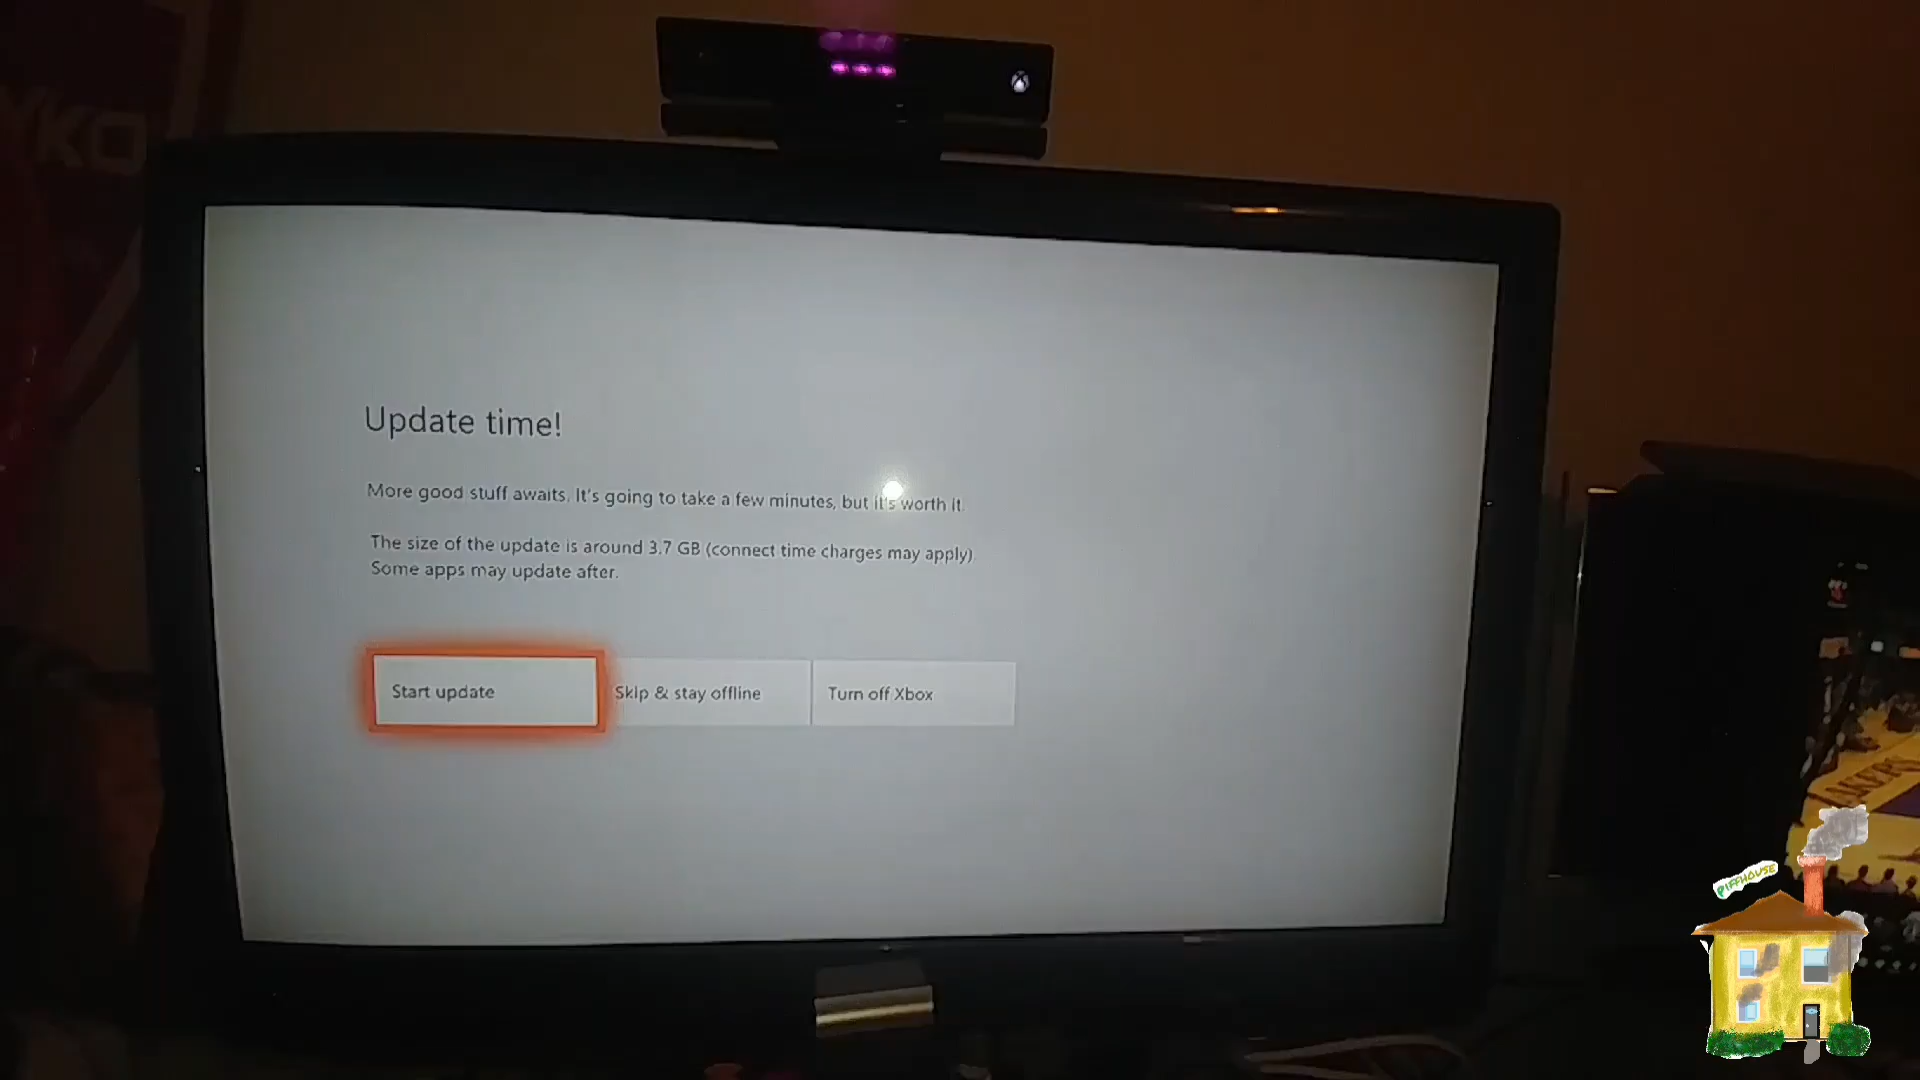 YKO
Update time!
More good stuff awaits. It's going to take a few minutes, but it's worth it.
The size of the update is around 3.7 GB (connect time charges may apply).
Some apps may update after.
Start update
Skip & stay offline
Turn off Xbox
PIFFHOUSE